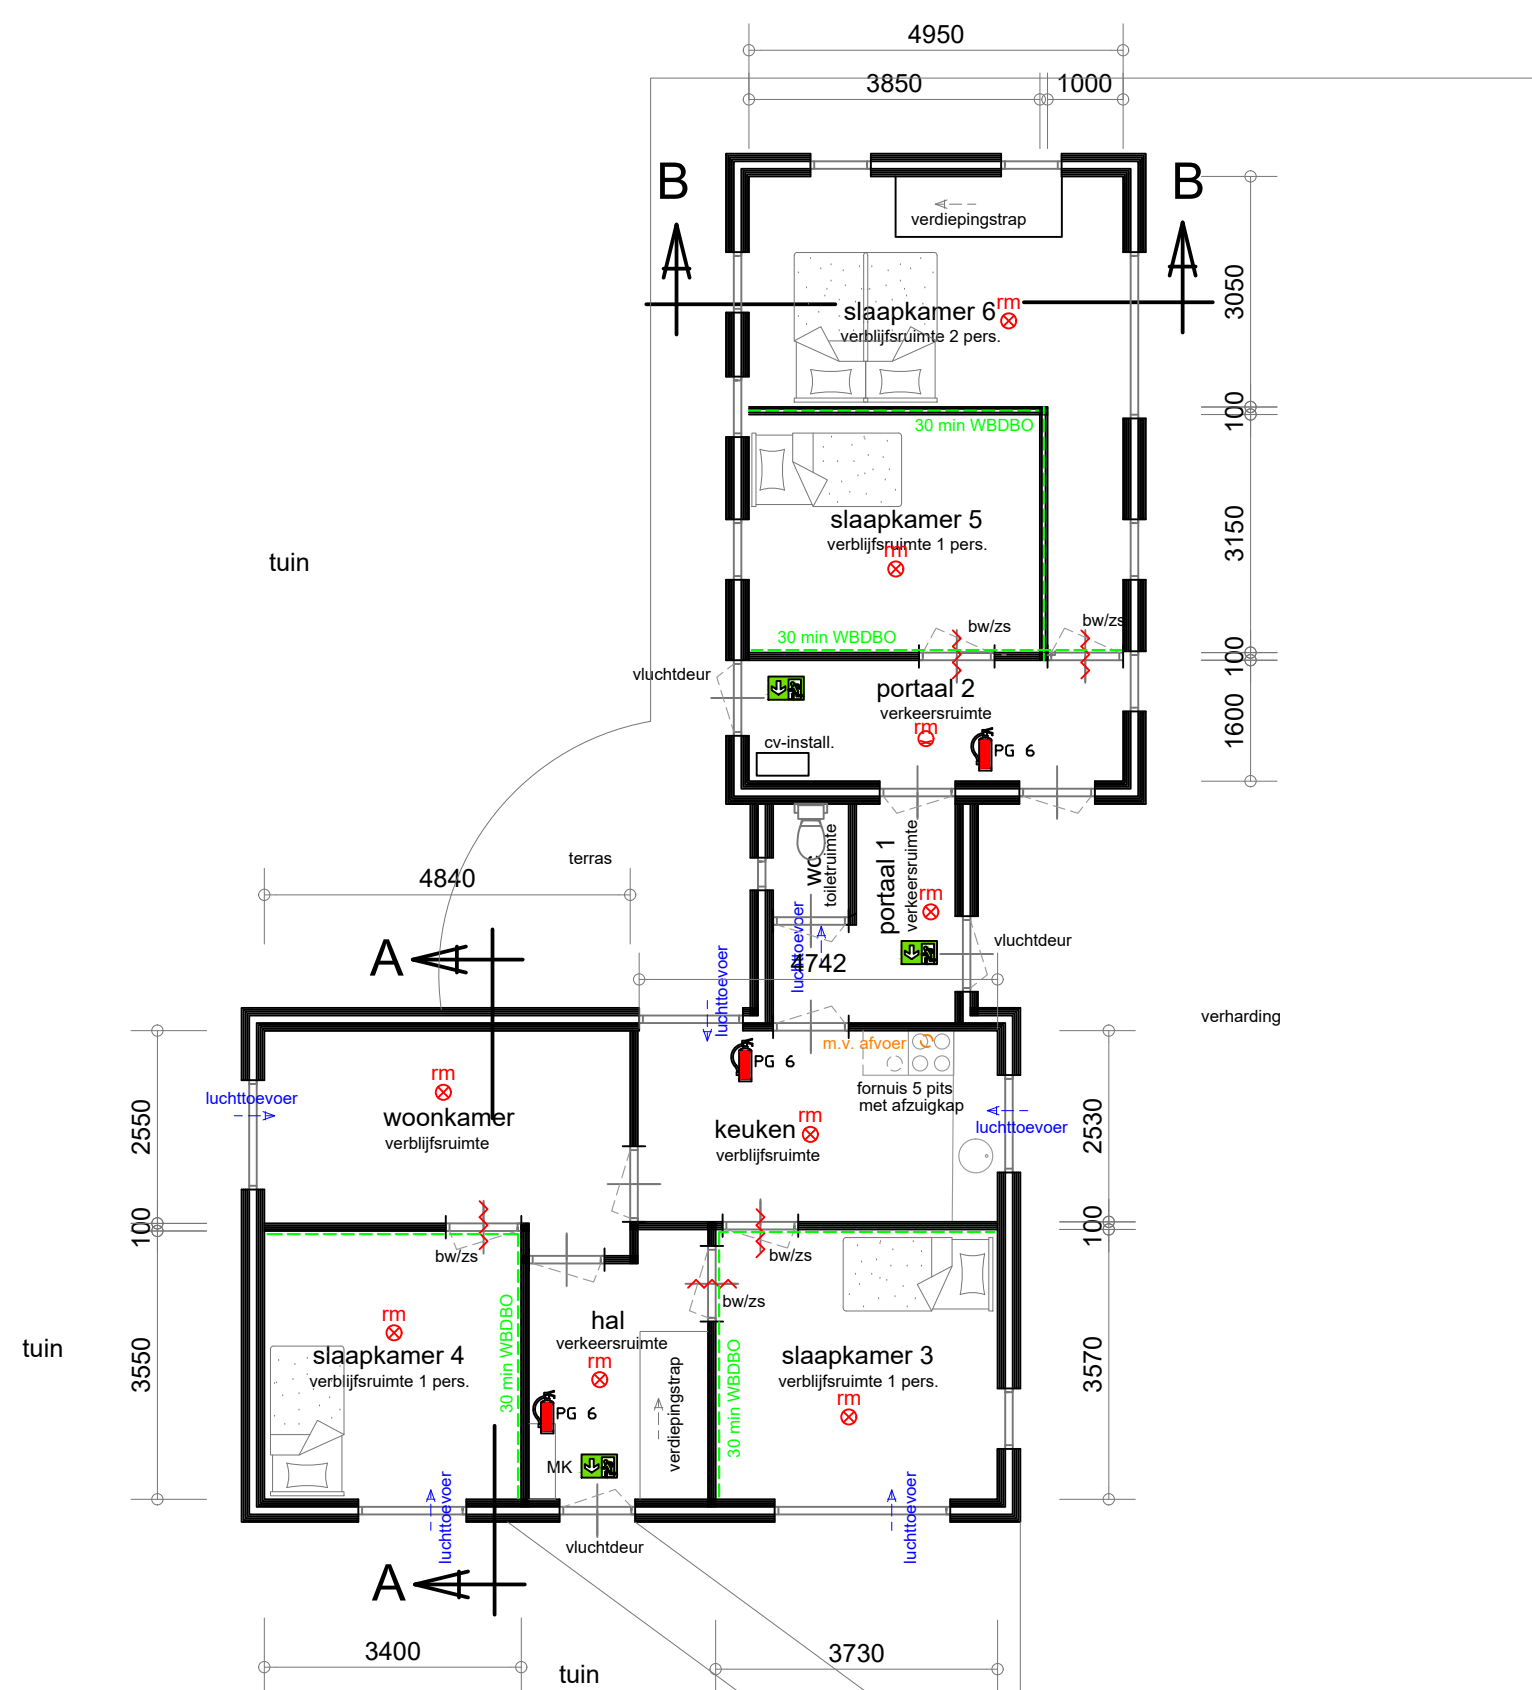 4950
3850
1000
B
B
verdiepingstrap
3050
slaapkamer 6
rm
verblijfsruimte 2 pers.
100
30 min WBDBO
slaapkamer 5
verblijfsruimte 1 pers.
rm
3150
tuin
bw/zs
bw/zs
30 min WBDBO
100
vluchtdeur
portaal 2
verkeersruimte
rm
PG 6
cv-install.
1600
wc
toiletruimte
portaal 1
verkeersruimte
rm
terras
4840
vluchtdeur
luchttoevoer
4742
A
luchttoevoer
verharding
m.v. afvoer
PG 6
fornuis 5 pits
met afzuigkap
rm
luchttoevoer
woonkamer
verblijfsruimte
rm
keuken
verblijfsruimte
luchttoevoer
2550
2530
100
100
bw/zs
bw/zs
bw/zs
hal
verkeersruimte
rm
rm
slaapkamer 4
verblijfsruimte 1 pers.
30 min WBDBO
slaapkamer 3
verblijfsruimte 1 pers.
rm
30 min WBDBO
verdiepingstrap
tuin
3550
3570
PG 6
MK
luchttoevoer
luchttoevoer
vluchtdeur
A
3400
3730
tuin